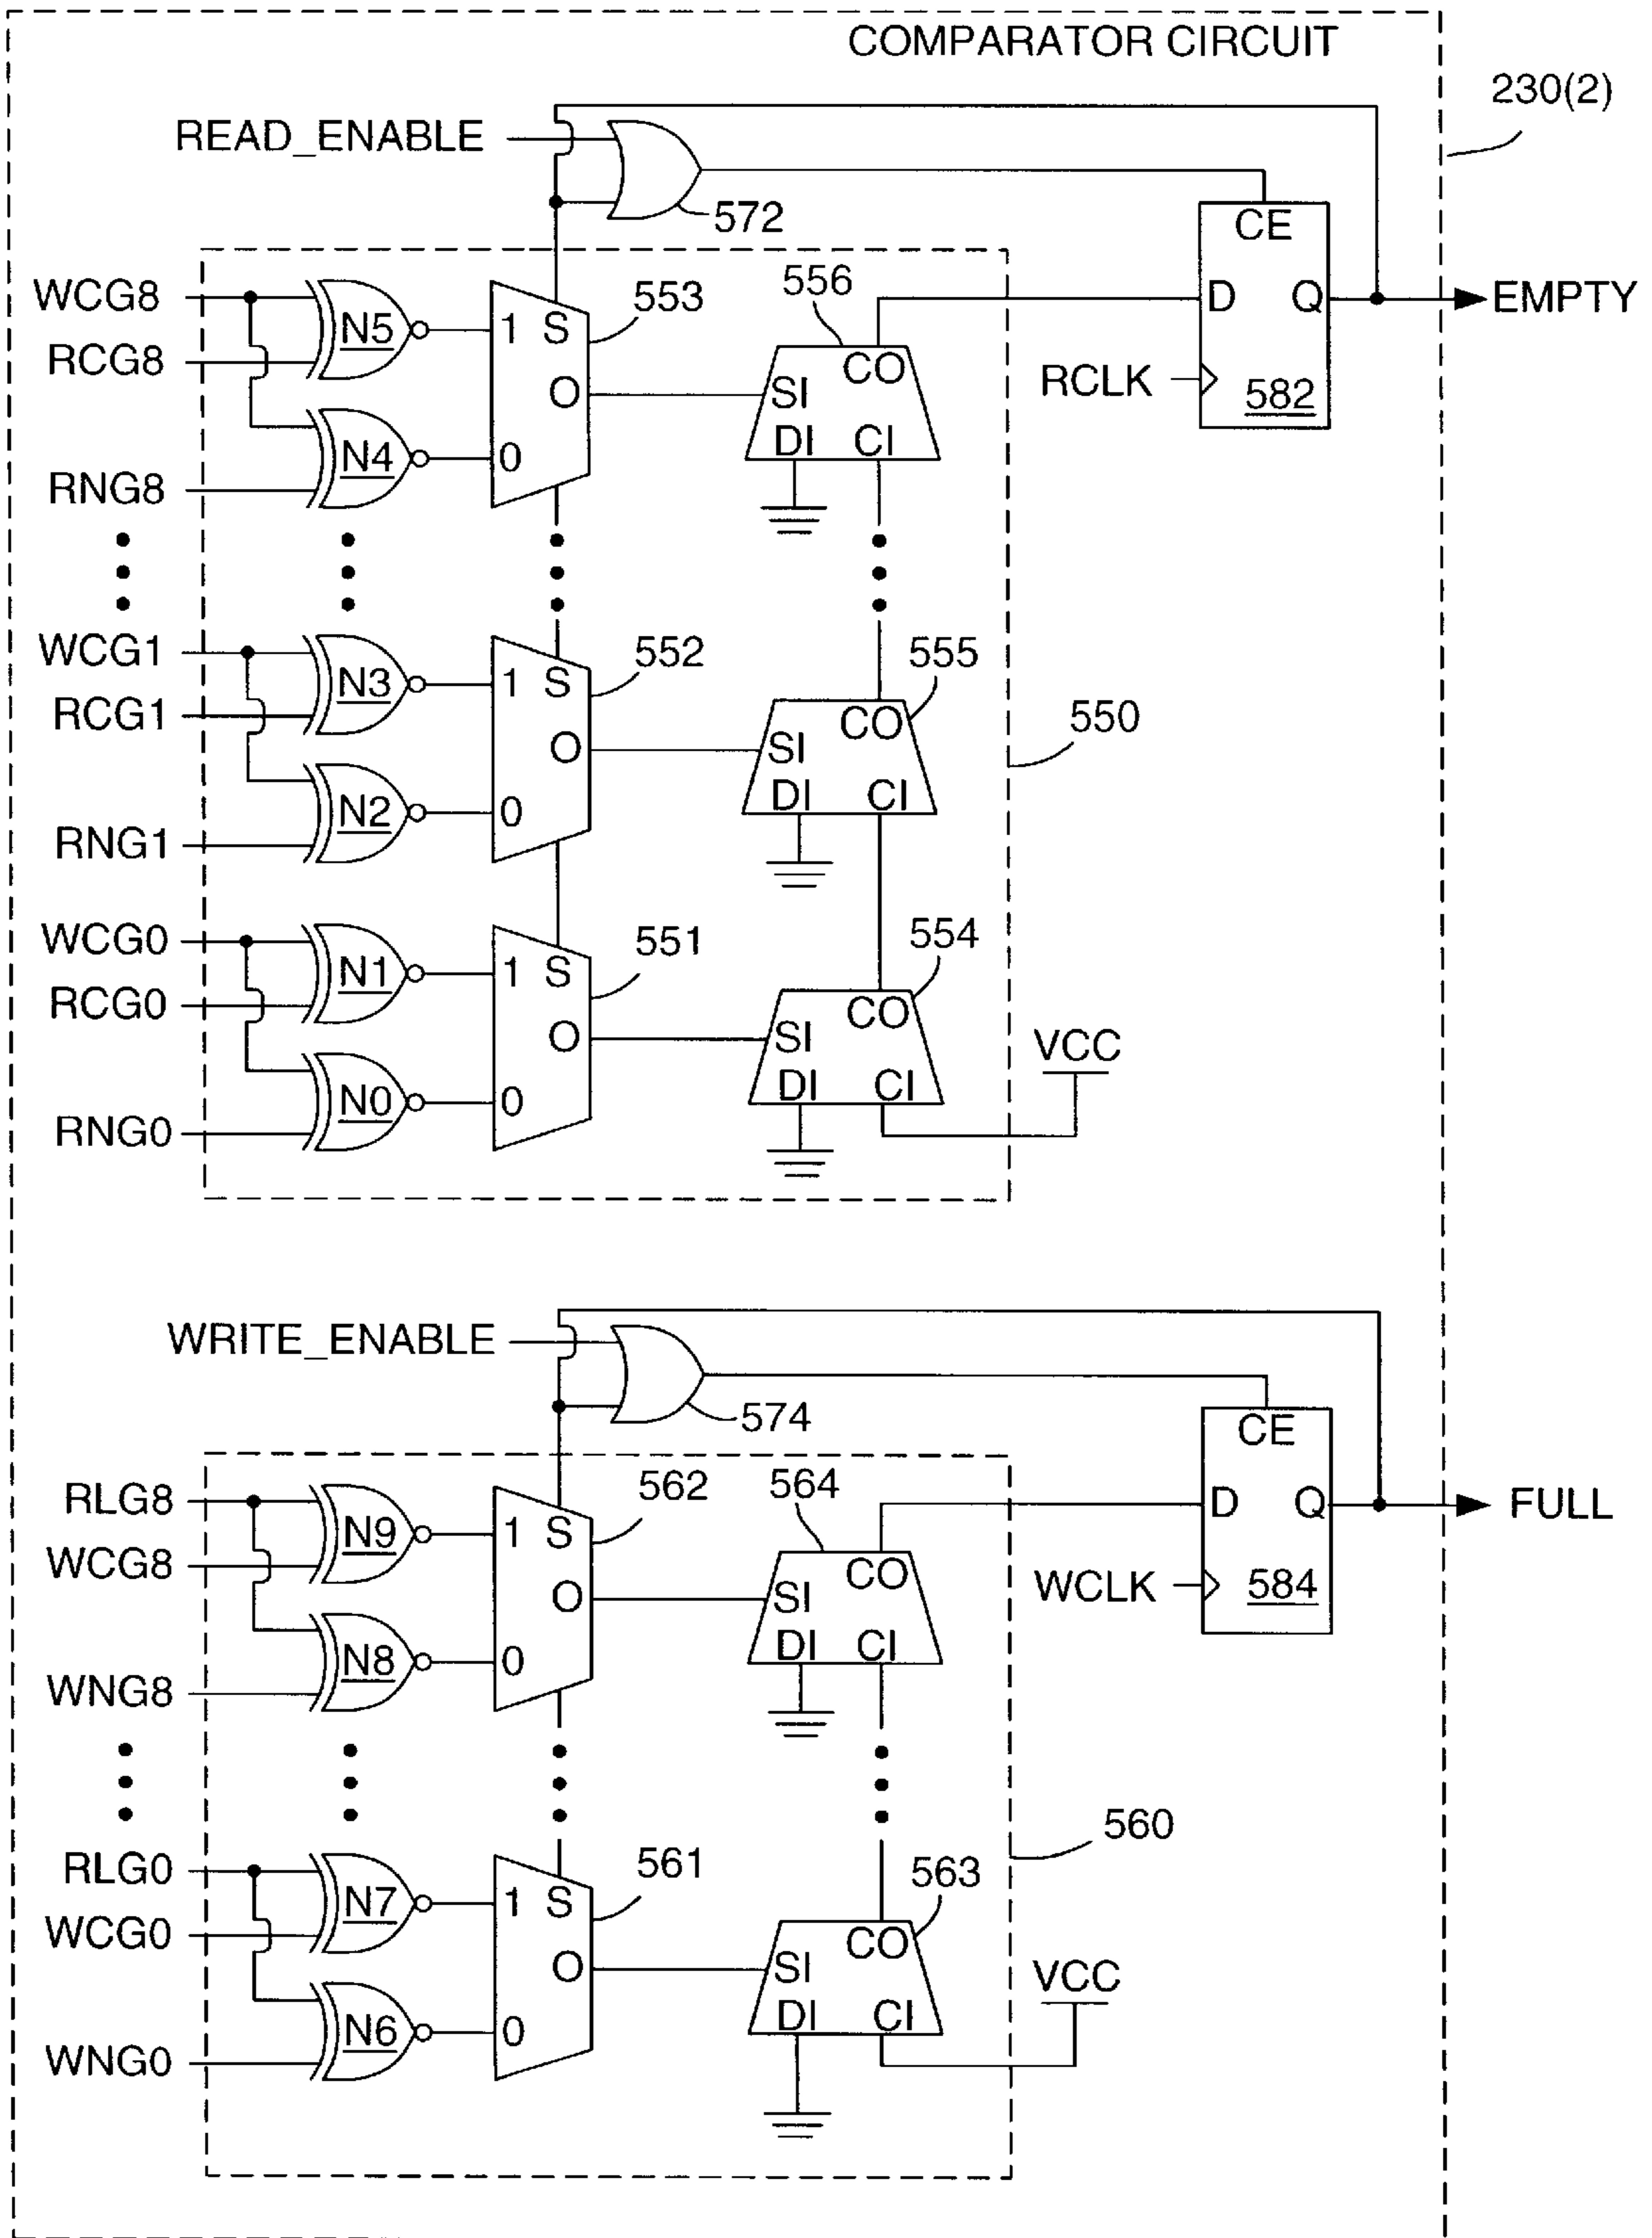 COMPARATOR CIRCUIT
230(2)
READ_ENABLE
572
CE
D Q
EMPTY
RCLK
582
WCG8
RCG8
N5
1 S
553
O
556
CO
SI
DI CI
N4
0
RNG8
WCG1
RCG1
N3
1 S
552
O
555
CO
SI
DI CI
550
N2
0
RNG1
WCG0
RCG0
N1
1 S
551
O
554
CO
SI
DI CI
VCC
N0
0
RNG0
WRITE_ENABLE
574
CE
D Q
FULL
WCLK
584
RLG8
WCG8
N9
1 S
562
O
564
CO
SI
DI CI
N8
0
WNG8
560
RLG0
WCG0
N7
1 S
561
O
563
CO
SI
DI CI
VCC
N6
0
WNG0